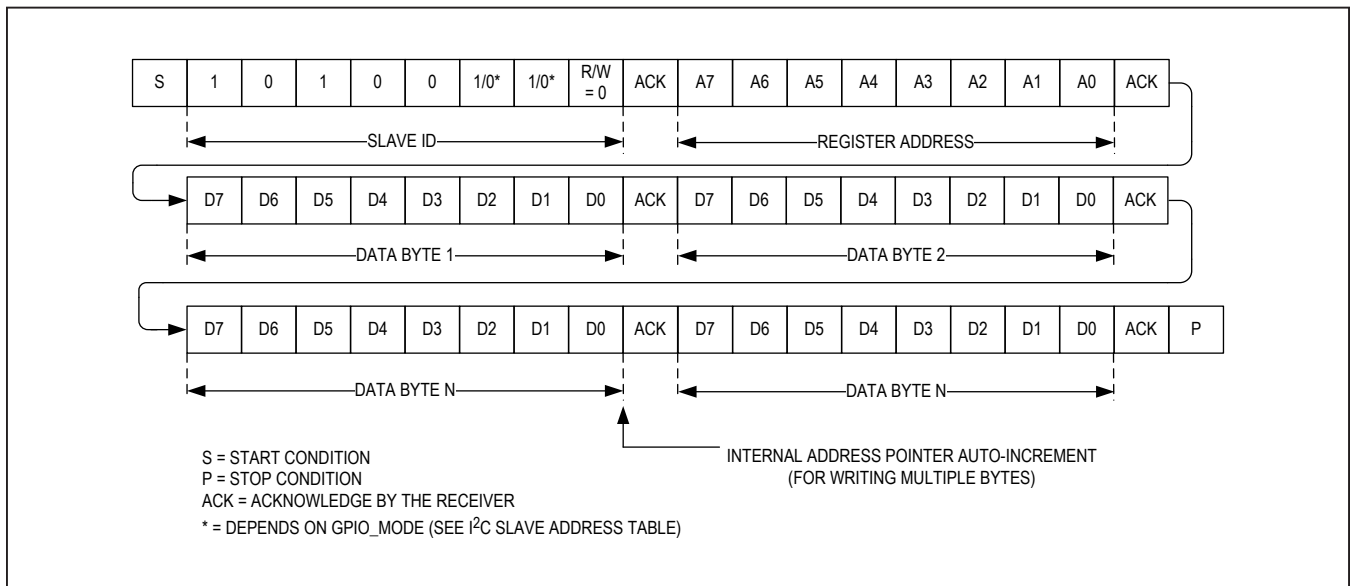 S 1 0 1 0 0 1/0* 1/0* R/W = 0 ACK A7 A6 A5 A4 A3 A2 A1 A0 ACK
SLAVE ID REGISTER ADDRESS
D7 D6 D5 D4 D3 D2 D1 D0 ACK D7 D6 D5 D4 D3 D2 D1 D0 ACK
DATA BYTE 1 DATA BYTE 2
D7 D6 D5 D4 D3 D2 D1 D0 ACK D7 D6 D5 D4 D3 D2 D1 D0 ACK P
DATA BYTE N DATA BYTE N
INTERNAL ADDRESS POINTER AUTO-INCREMENT
(FOR WRITING MULTIPLE BYTES)
S = START CONDITION
P = STOP CONDITION
ACK = ACKNOWLEDGE BY THE RECEIVER
* = DEPENDS ON GPIO_MODE (SEE I²C SLAVE ADDRESS TABLE)